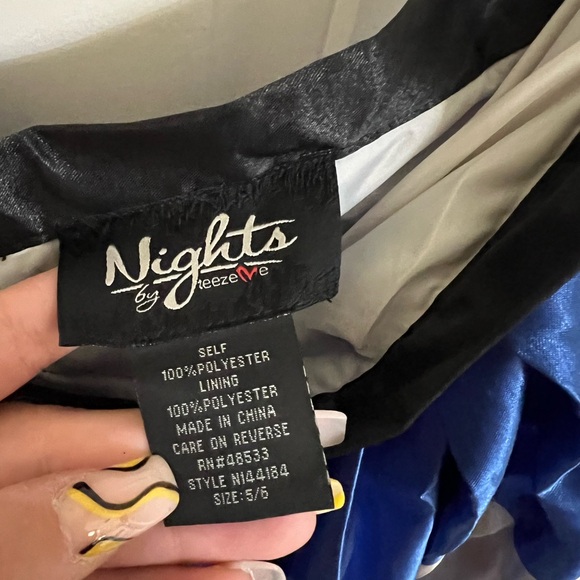 Nights
by teeze me
SELF
100%POLYESTER
LINING
100%POLYESTER
MADE IN CHINA
CARE ON REVERSE
RN#48533
STYLE N144184
SIZE:5/6